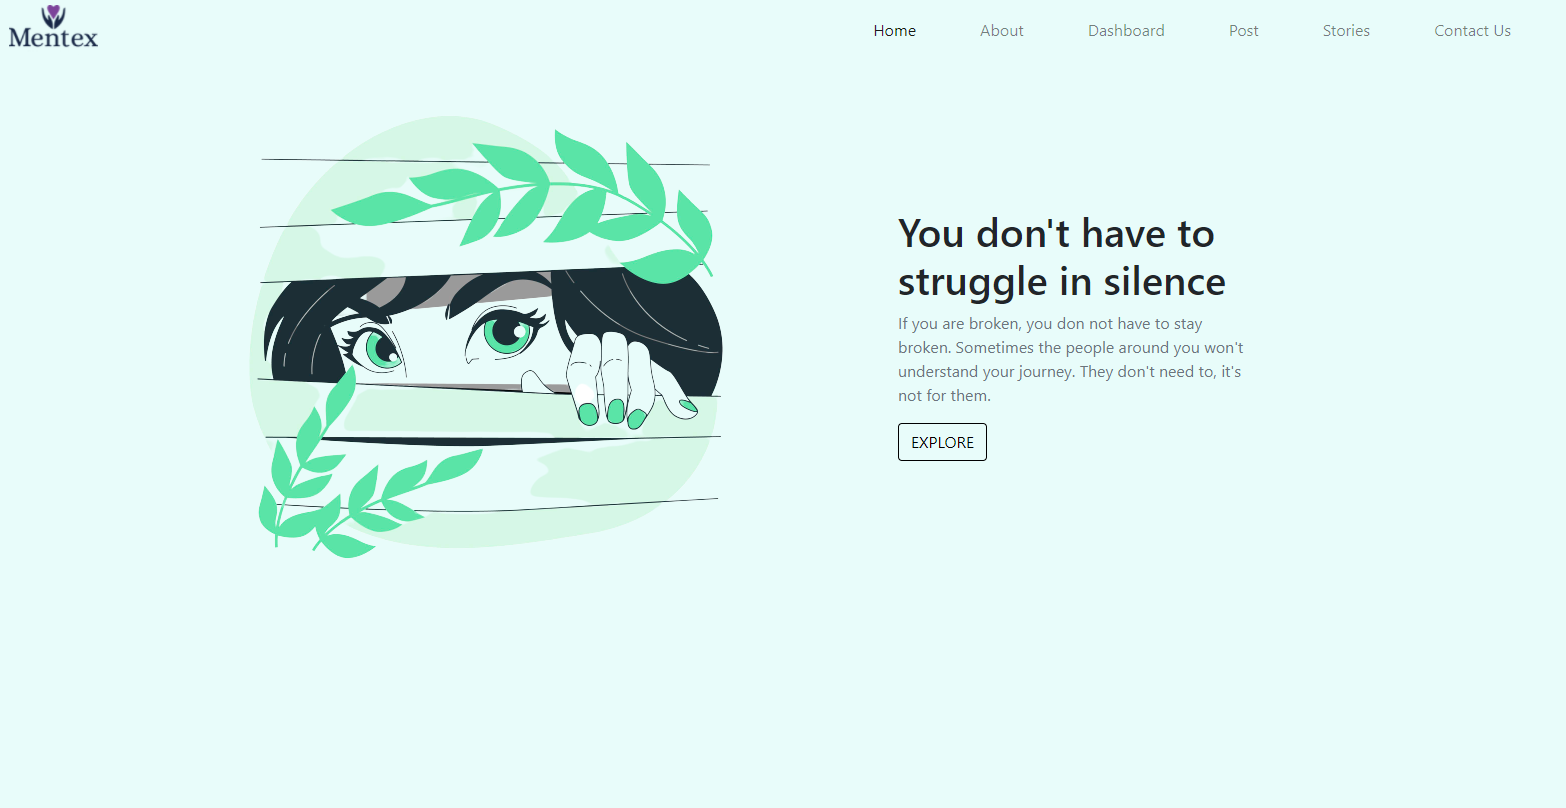 Mentex
Home About Dashboard Post Stories Contact Us
You don't have to
struggle in silence
If you are broken, you don not have to stay
broken. Sometimes the people around you won't
understand your journey. They don't need to, it's
not for them.
EXPLORE